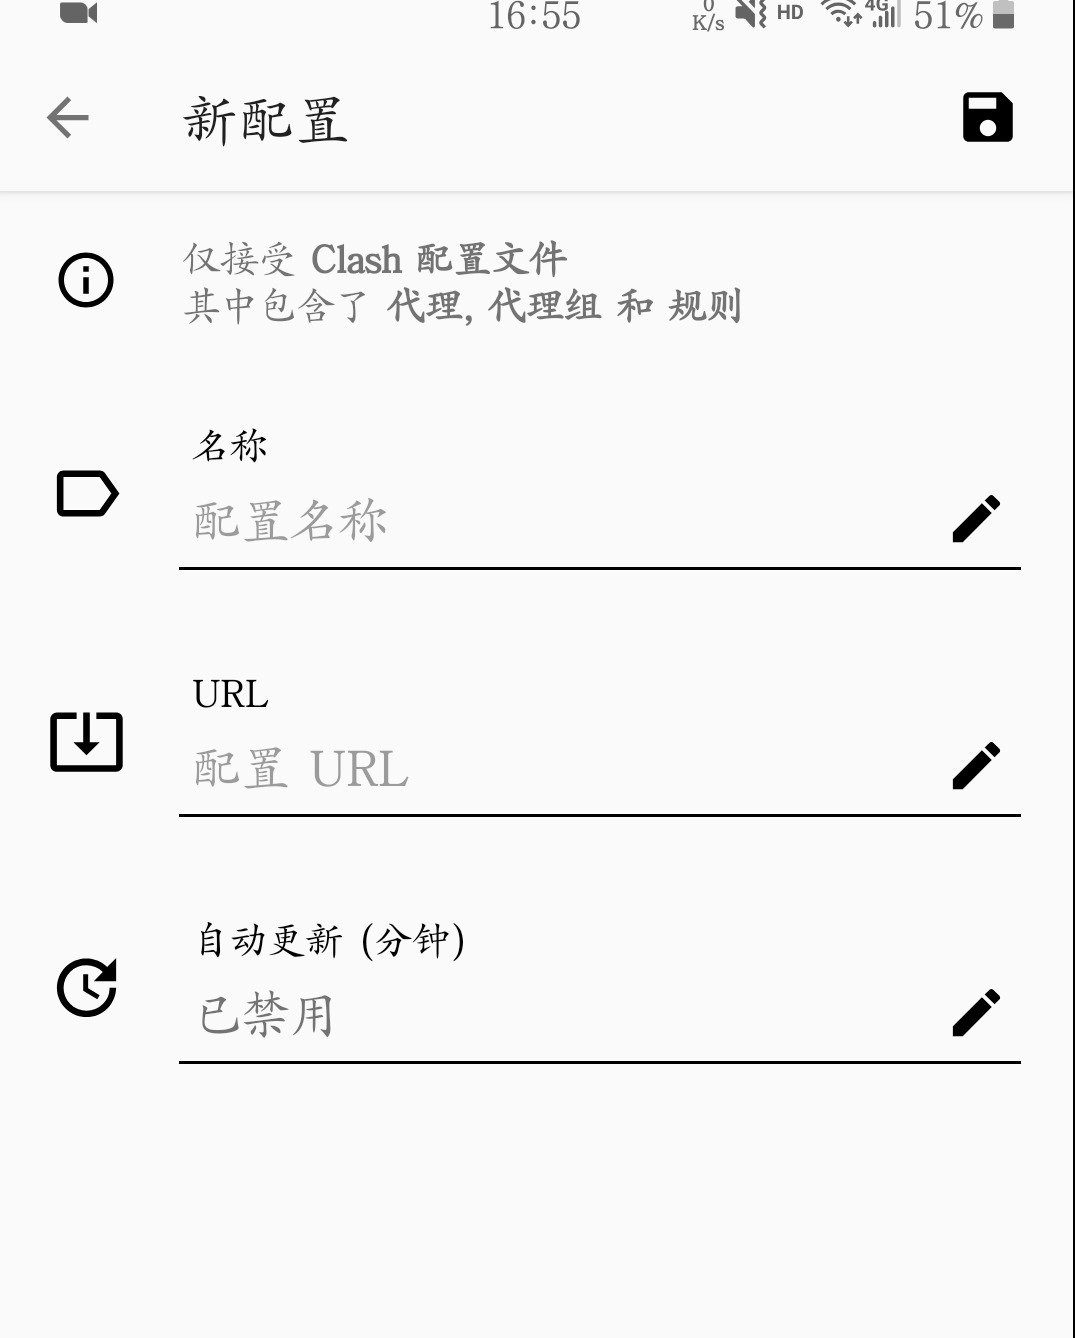 16:55
0
K/s
HD
4G
51%
新配置
仅接受 Clash 配置文件
其中包含了 代理, 代理组 和 规则
名称
配置名称
URL
配置 URL
自动更新 (分钟)
已禁用